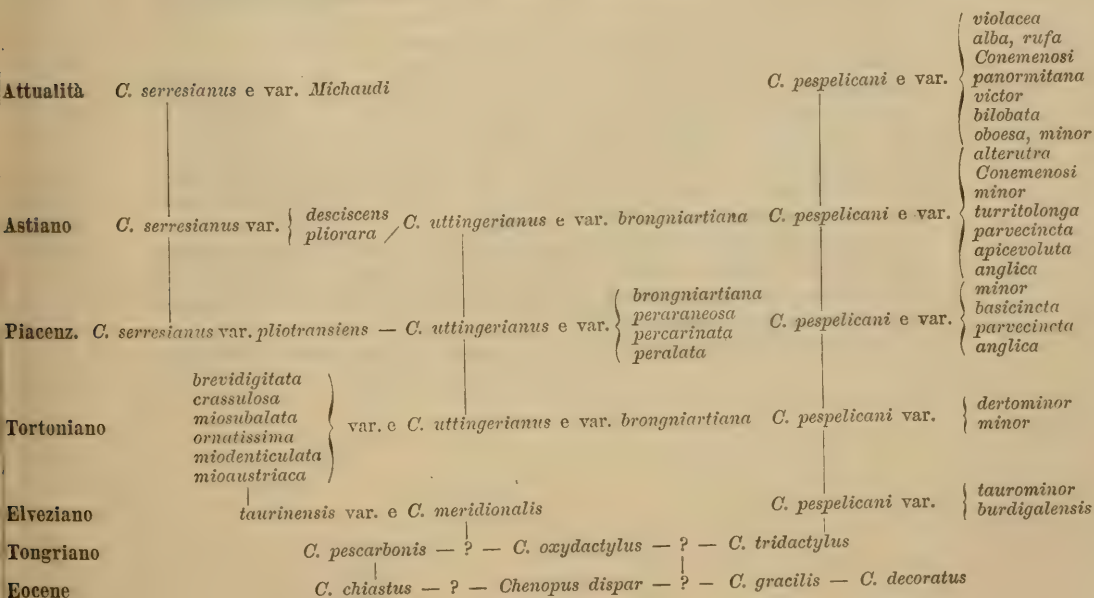 violacea
alba, rufa
Conemenosi
Attualità C. serresianus e var. Michaudi C. pespelicani e var. panormitana
victor
bilobata
oboesa, minor
alterutra
Conemenosi
minor
Astiano C. serresianus var. { desciscens / pliorara C. uttingerianus e var. brongniartiana C. pespelicani e var. turritolonga
parvecincta
apicevoluta
anglica
Piacenz. C. serresianus var. pliotransiens — C. uttingerianus e var. { brongniartiana
peraraneosa
percarinata
peralata
C. pespelicani e var. { minor
basicincta
parvecincta
anglica
brevidigitata
crassulosa
miosubalata
Tortoniano ornatissima } var. e C. uttingerianus e var. brongniartiana C. pespelicani var. { dertominor
minor
miodenticulata
mioaustriaca
Elveziano taurinensis var. e C. meridionalis C. pespelicani var. { taurominor
burdigalensis
Tongriano C. pescarbonis — ? — C. oxydactylus — ? — C. tridactylus
Eocene C. chiastus — ? — Chenopus dispar — ? — C. gracilis — C. decoratus